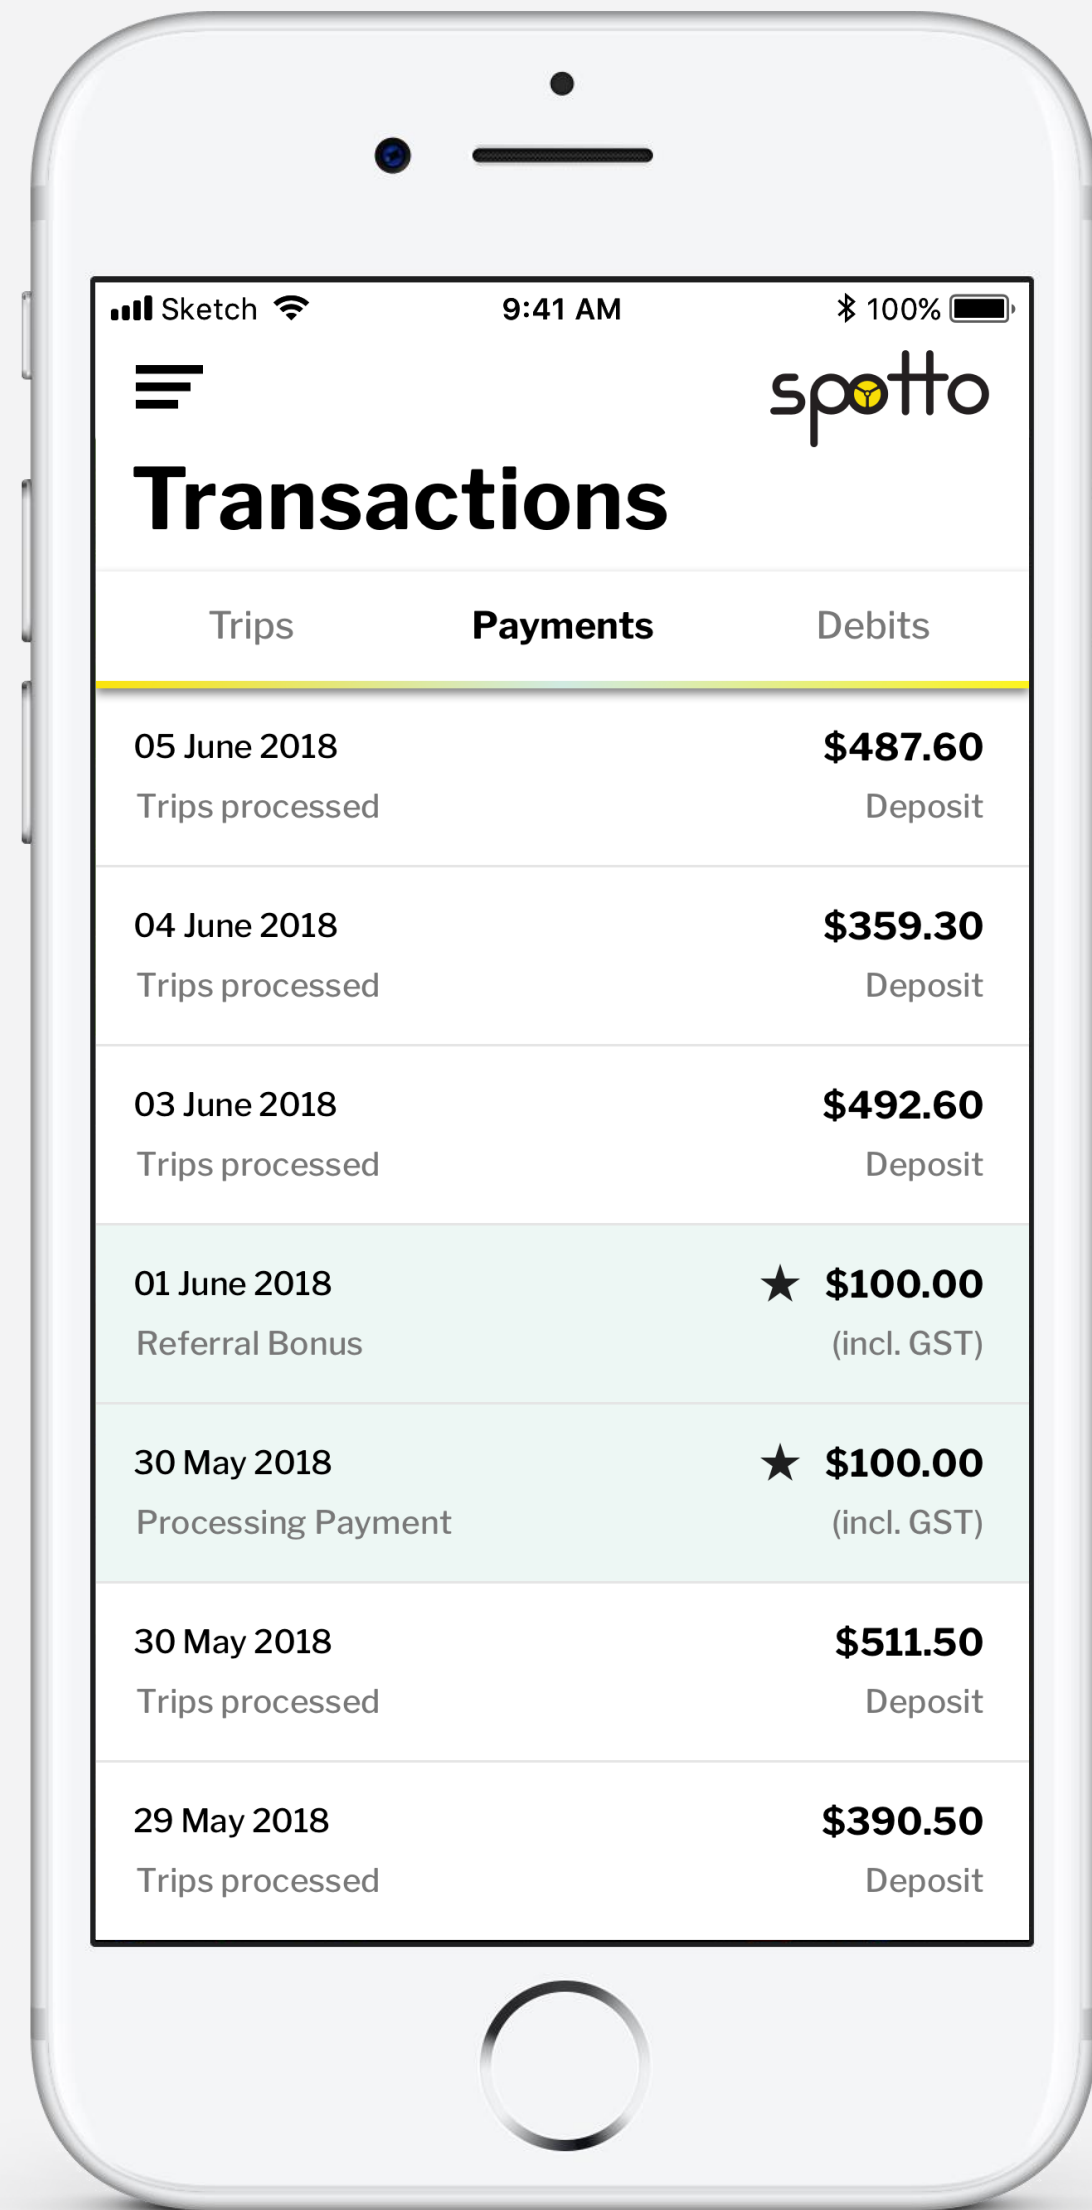 Sketch 9:41 AM 100%
spotto
Transactions
Trips Payments Debits
05 June 2018 $487.60
Trips processed Deposit
04 June 2018 $359.30
Trips processed Deposit
03 June 2018 $492.60
Trips processed Deposit
01 June 2018 ★ $100.00
Referral Bonus (incl. GST)
30 May 2018 ★ $100.00
Processing Payment (incl. GST)
30 May 2018 $511.50
Trips processed Deposit
29 May 2018 $390.50
Trips processed Deposit